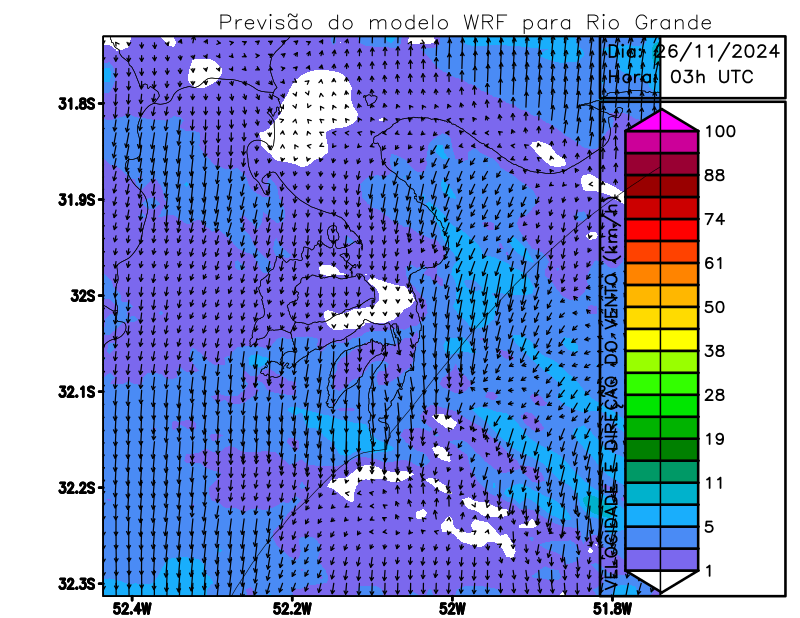 Previsão do modelo WRF para Rio Grande
Dia: 26/11/2024
Hora: 03h UTC
31.8S
31.9S
32S
32.1S
32.2S
32.3S
52.4W
52.2W
52W
51.8W
VELOCIDADE E DIREÇÃO DO VENTO (km/h)
100
88
74
61
50
38
28
19
11
5
1